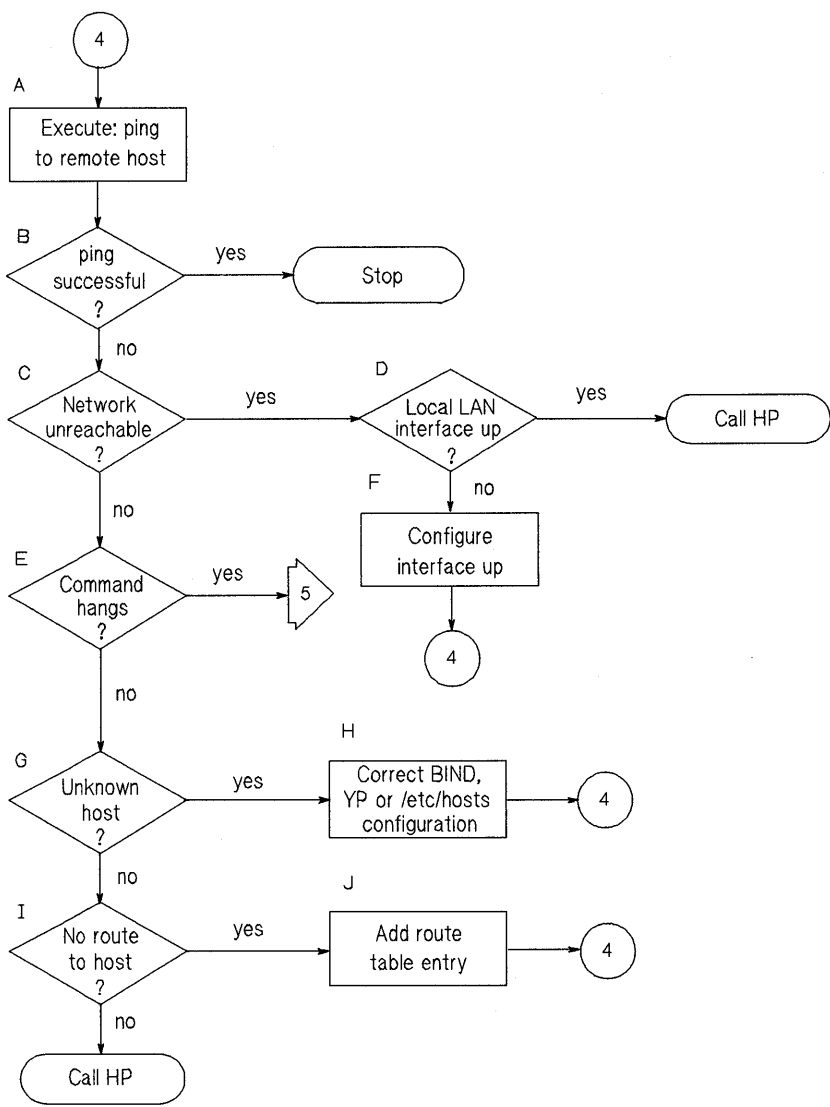 4
A
Execute: ping
to remote host
B
ping
successful
?
yes
Stop
no
C
Network
unreachable
?
yes
D
Local LAN
interface up
?
yes
Call HP
no
F
Configure
interface up
4
no
E
Command
hangs
?
yes
5
no
G
Unknown
host
?
yes
H
Correct BIND,
YP or /etc/hosts
configuration
4
no
I
No route
to host
?
yes
J
Add route
table entry
4
no
Call HP